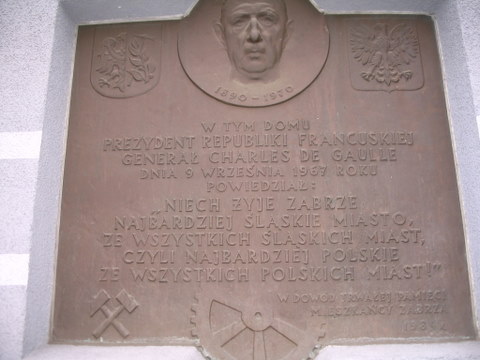 1890-1970
W TYM DOMU
PREZYDENT REPUBLIKI FRANCUSKIEJ
GENERAŁ CHARLES DE GAULLE
DNIA 9 WRZEŚNIA 1967 ROKU
POWIEDZIAŁ:
„NIECH ŻYJE ZABRZE
NAJBARDZIEJ ŚLĄSKIE MIASTO,
ZE WSZYSTKICH ŚLĄSKICH MIAST,
CZYLI NAJBARDZIEJ POLSKIE
ZE WSZYSTKICH POLSKICH MIAST!"
W DOWÓD TRWAŁEJ PAMIĘCI
MIESZKAŃCY ZABRZA